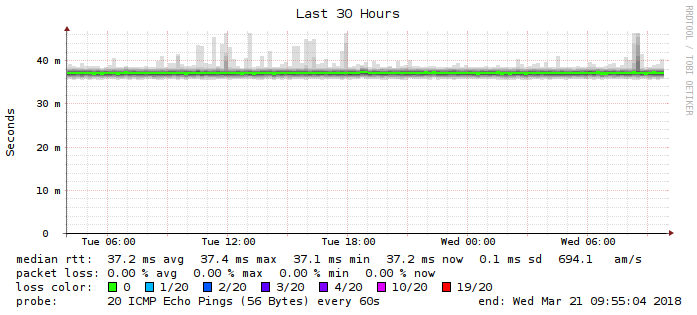 Last 30 Hours
RRDTOOL / TOBI OETIKER
Seconds
40 m
30 m
20 m
10 m
0
Tue 06:00 Tue 12:00 Tue 18:00 Wed 00:00 Wed 06:00
median rtt: 37.2 ms avg 37.4 ms max 37.1 ms min 37.2 ms now 0.1 ms sd 694.1 am/s
packet loss: 0.00 % avg 0.00 % max 0.00 % min 0.00 % now
loss color: 0 1/20 2/20 3/20 4/20 10/20 19/20
probe: 20 ICMP Echo Pings (56 Bytes) every 60s end: Wed Mar 21 09:55:04 2018